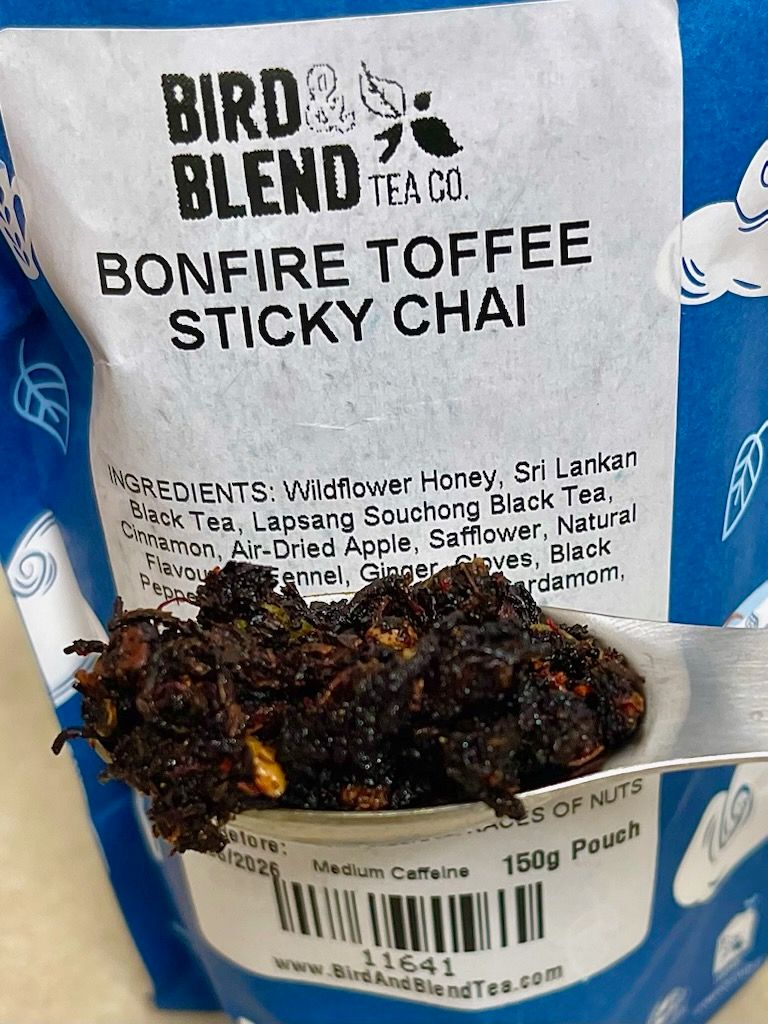 BIRD &
BLEND TEA CO.
BONFIRE TOFFEE
STICKY CHAI
INGREDIENTS: Wildflower Honey, Sri Lankan
Black Tea, Lapsang Souchong Black Tea,
Cinnamon, Air-Dried Apple, Safflower, Natural
Fennel, Ginger, Cloves, Black
OF NUTS
/2026 Medium Caffeine 150g Pouch
11641
www.BirdAndBlendTea.com